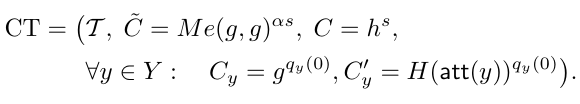 CT = (𝒯, C̃ = Me(g, g)^{αs}, C = h^s,
∀y ∈ Y : C_y = g^{q_y(0)}, C′_y = H(att(y))^{q_y(0)}).